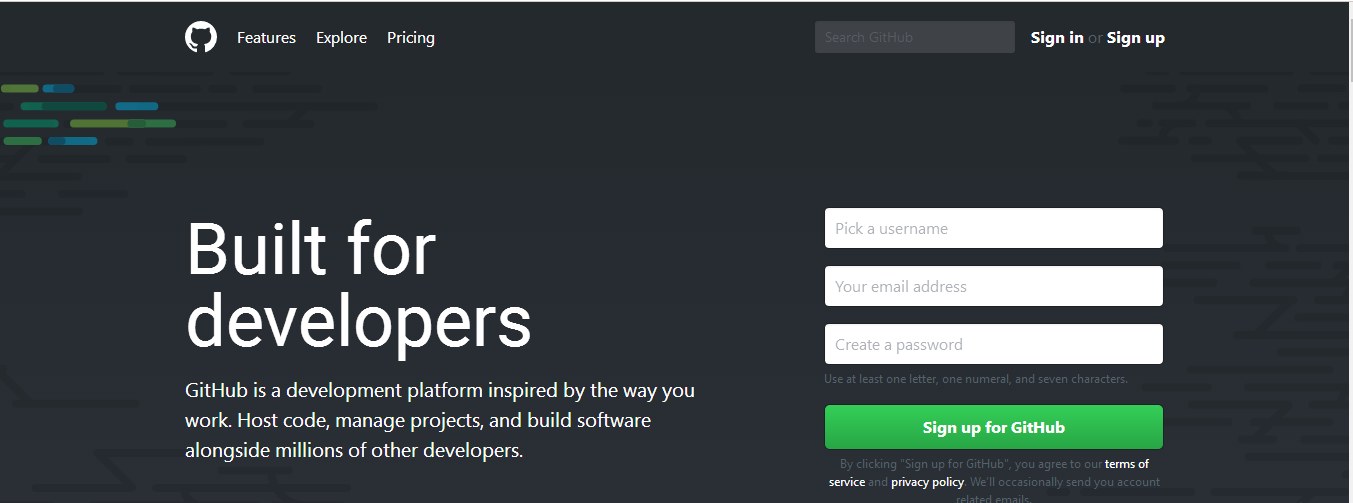 Features Explore Pricing Search GitHub Sign in or Sign up
Built for
developers
GitHub is a development platform inspired by the way you
work. Host code, manage projects, and build software
alongside millions of other developers.
Pick a username
Your email address
Create a password
Use at least one letter, one numeral, and seven characters.
Sign up for GitHub
By clicking "Sign up for GitHub", you agree to our terms of
service and privacy policy. We'll occasionally send you account
related emails.